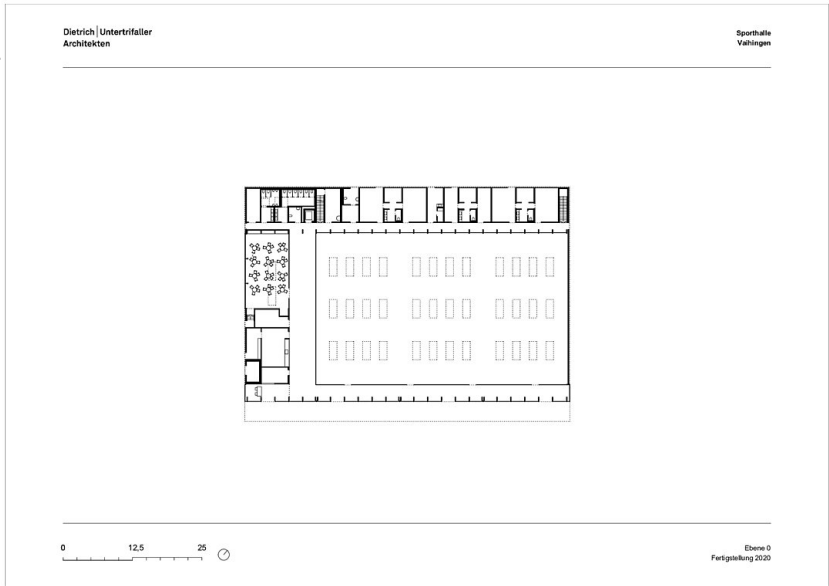 Dietrich | Untertrifaller
Architekten
Sporthalle
Vaihingen
0 12,5 25
Ebene 0
Fertigstellung 2020